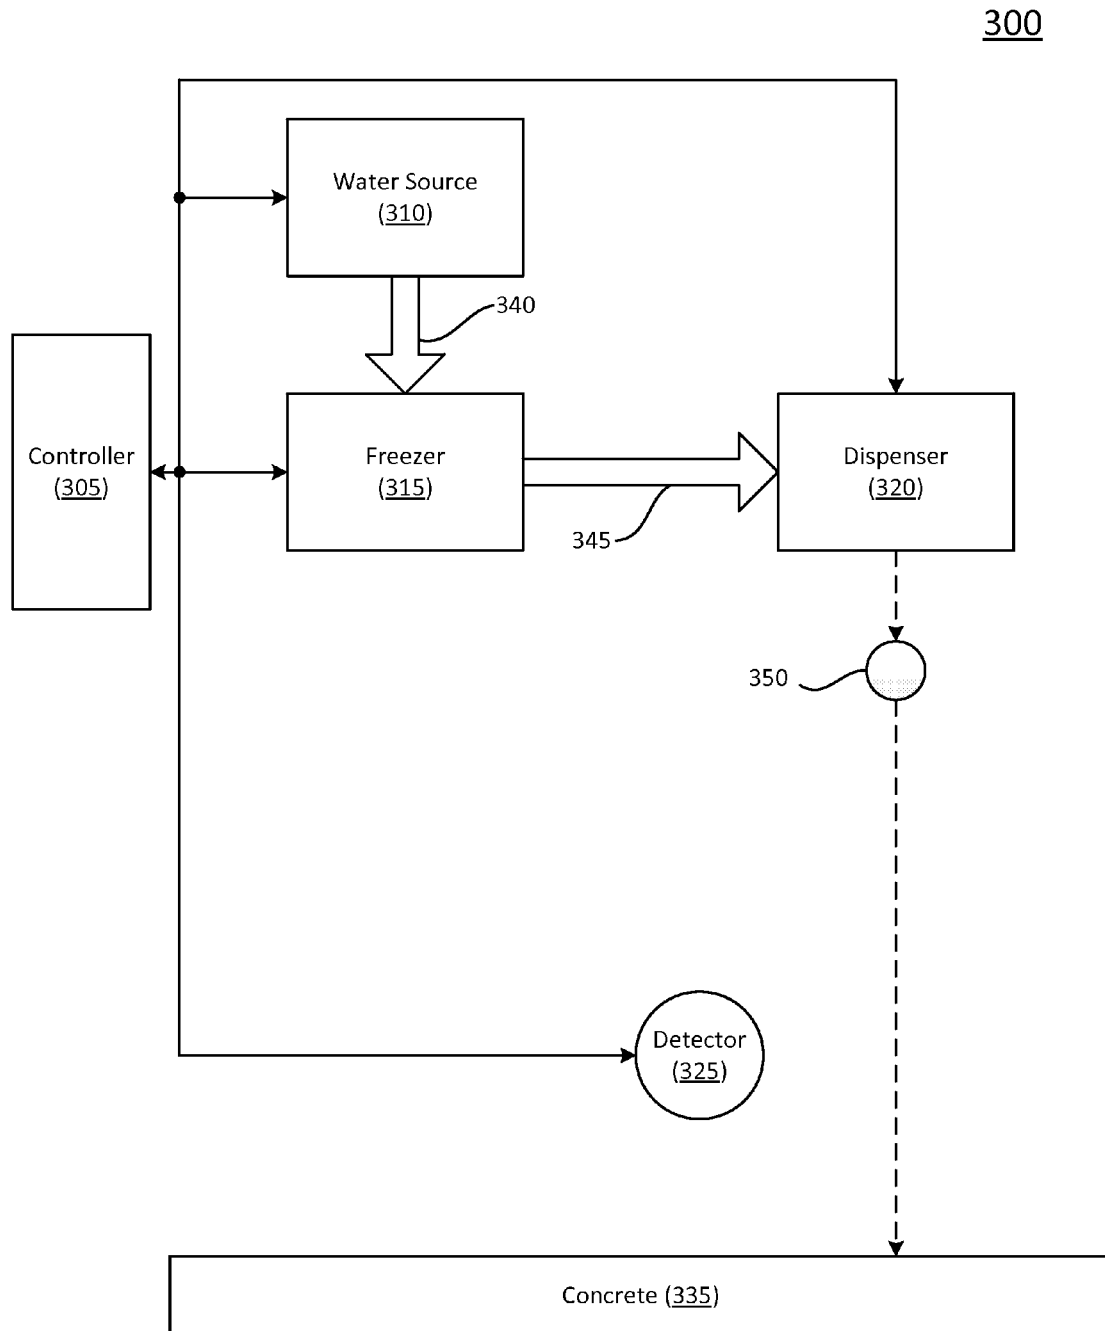 300
Water Source
(310)
340
Controller
(305)
Freezer
(315)
Dispenser
(320)
345
350
Detector
(325)
Concrete (335)